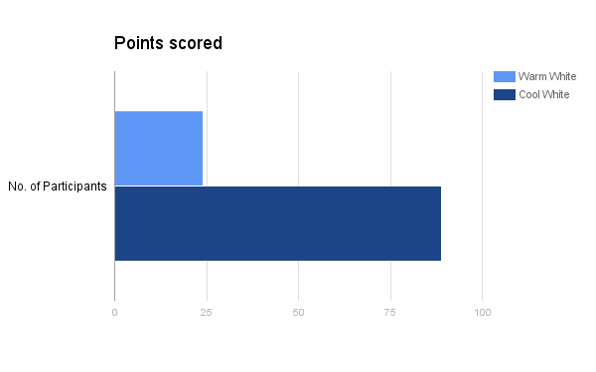 Points scored
Warm White
Cool White
No. of Participants
0 25 50 75 100